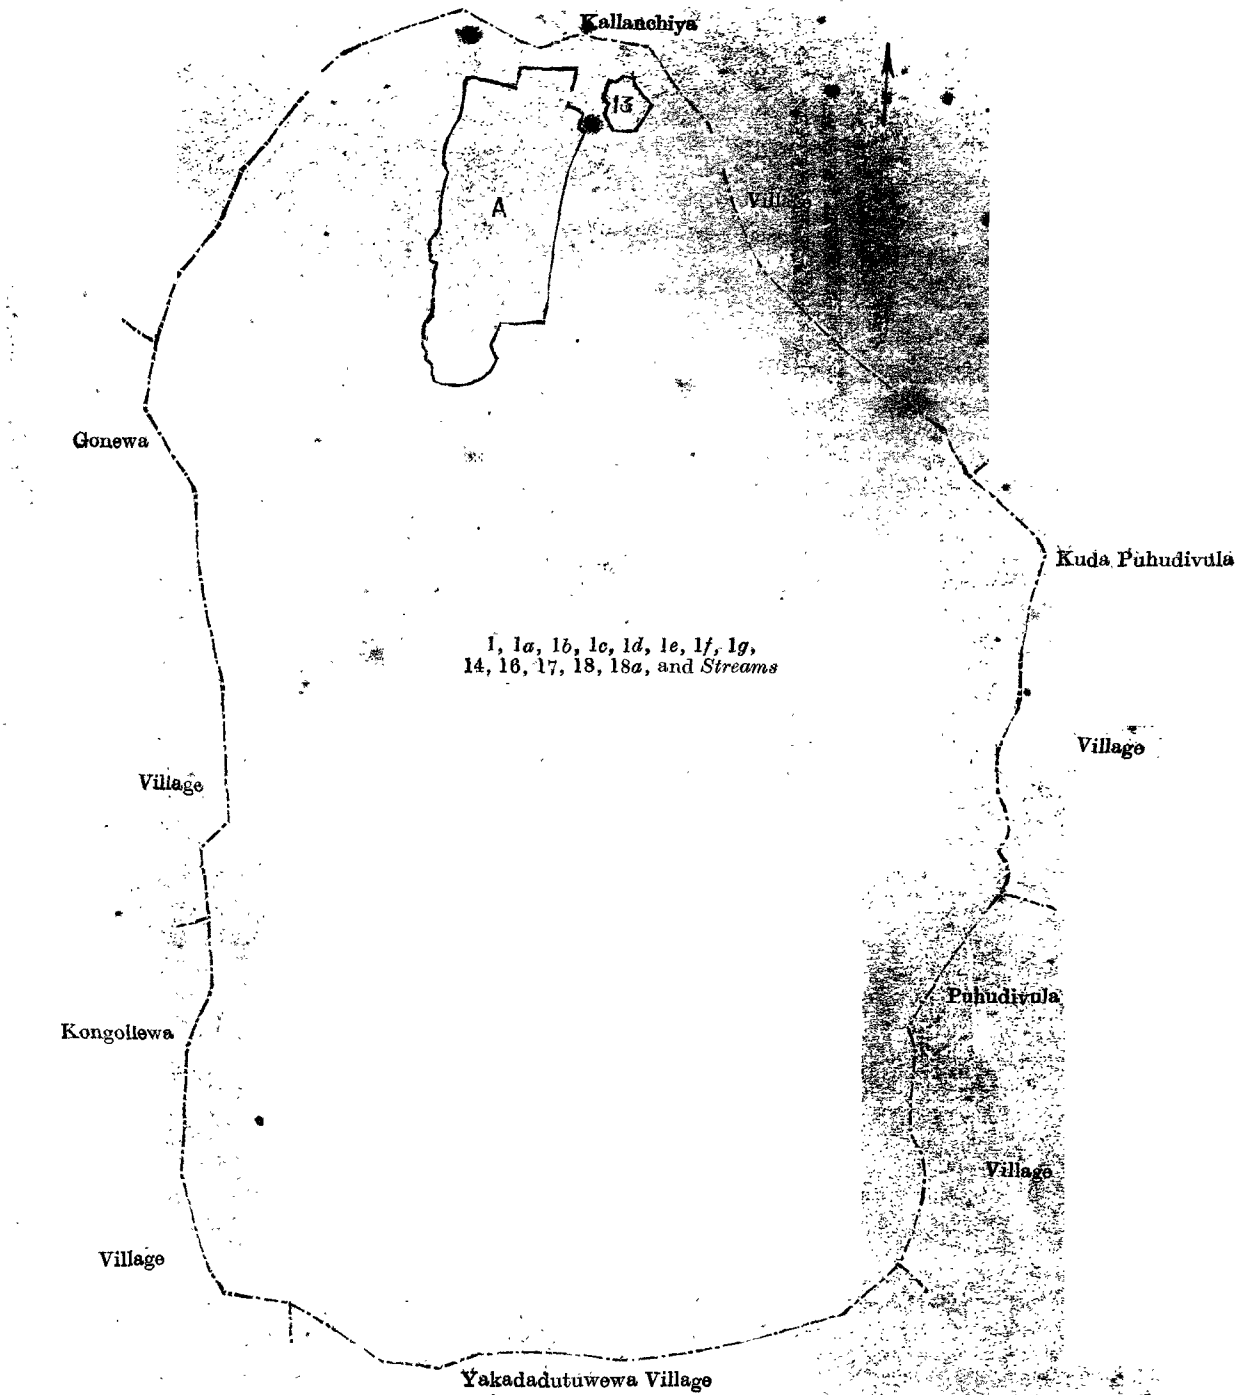 Kallanchiya
13
Village
A
Gonewa
Kuda Puhudivula
1, 1a, 1b, 1c, 1d, 1e, 1f, 1g,
14, 16, 17, 18, 18a, and Streams
Village
Village
Puhudivula
Kongollewa
Village
Village
Yakadadutuwewa Village